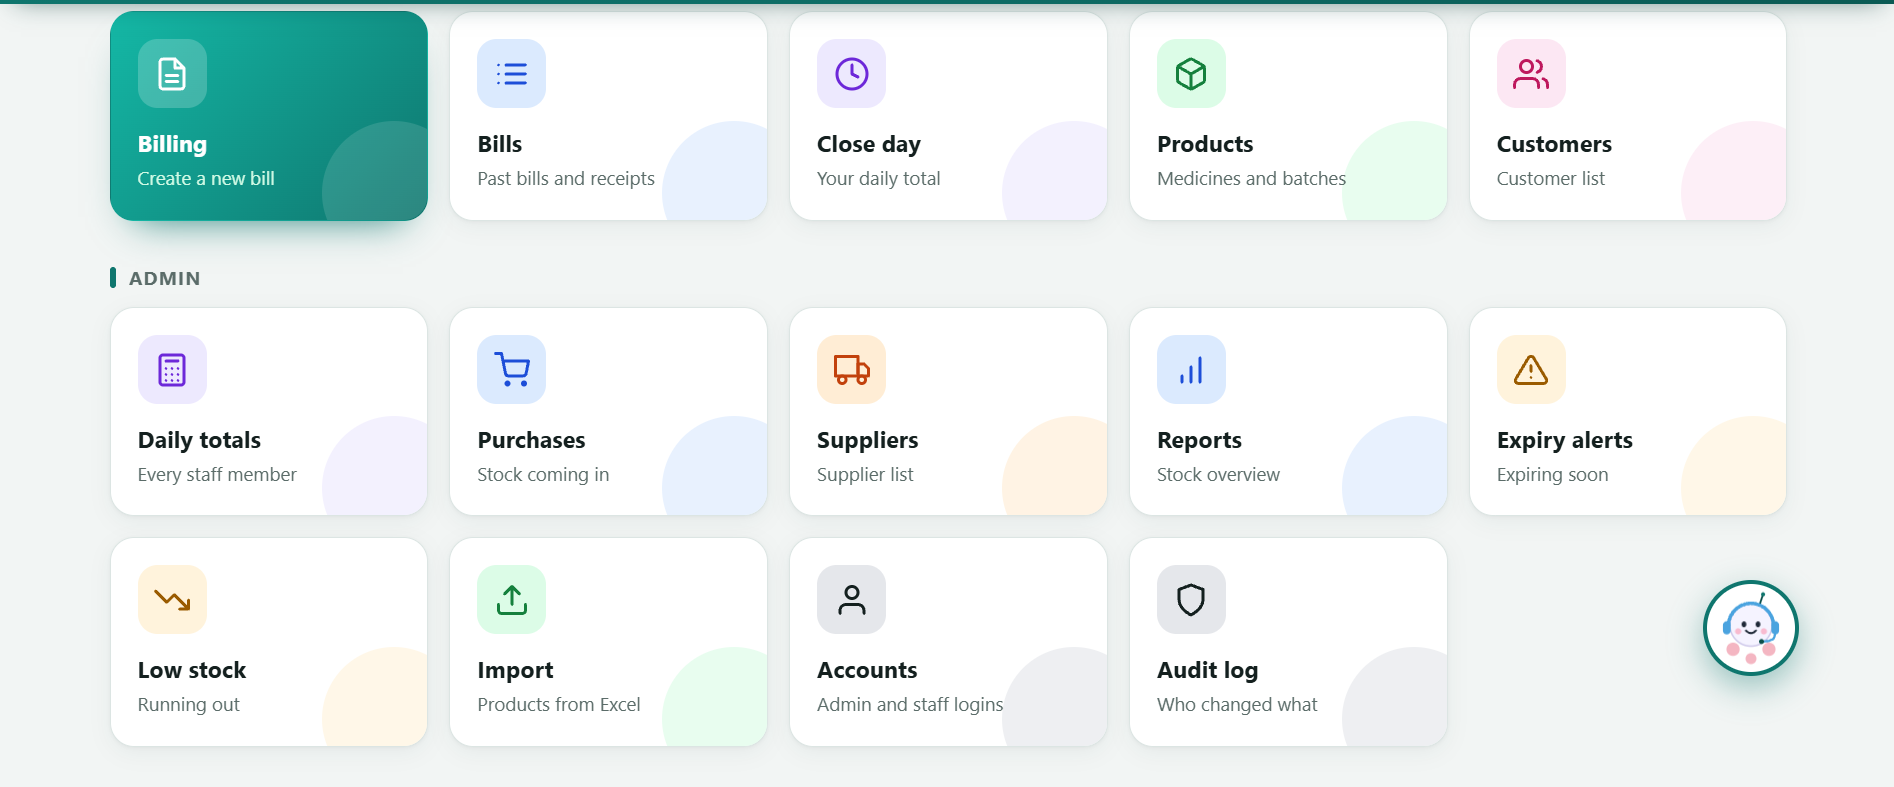 Billing
Create a new bill
Bills
Past bills and receipts
Close day
Your daily total
Products
Medicines and batches
Customers
Customer list
ADMIN
Daily totals
Every staff member
Purchases
Stock coming in
Suppliers
Supplier list
Reports
Stock overview
Expiry alerts
Expiring soon
Low stock
Running out
Import
Products from Excel
Accounts
Admin and staff logins
Audit log
Who changed what